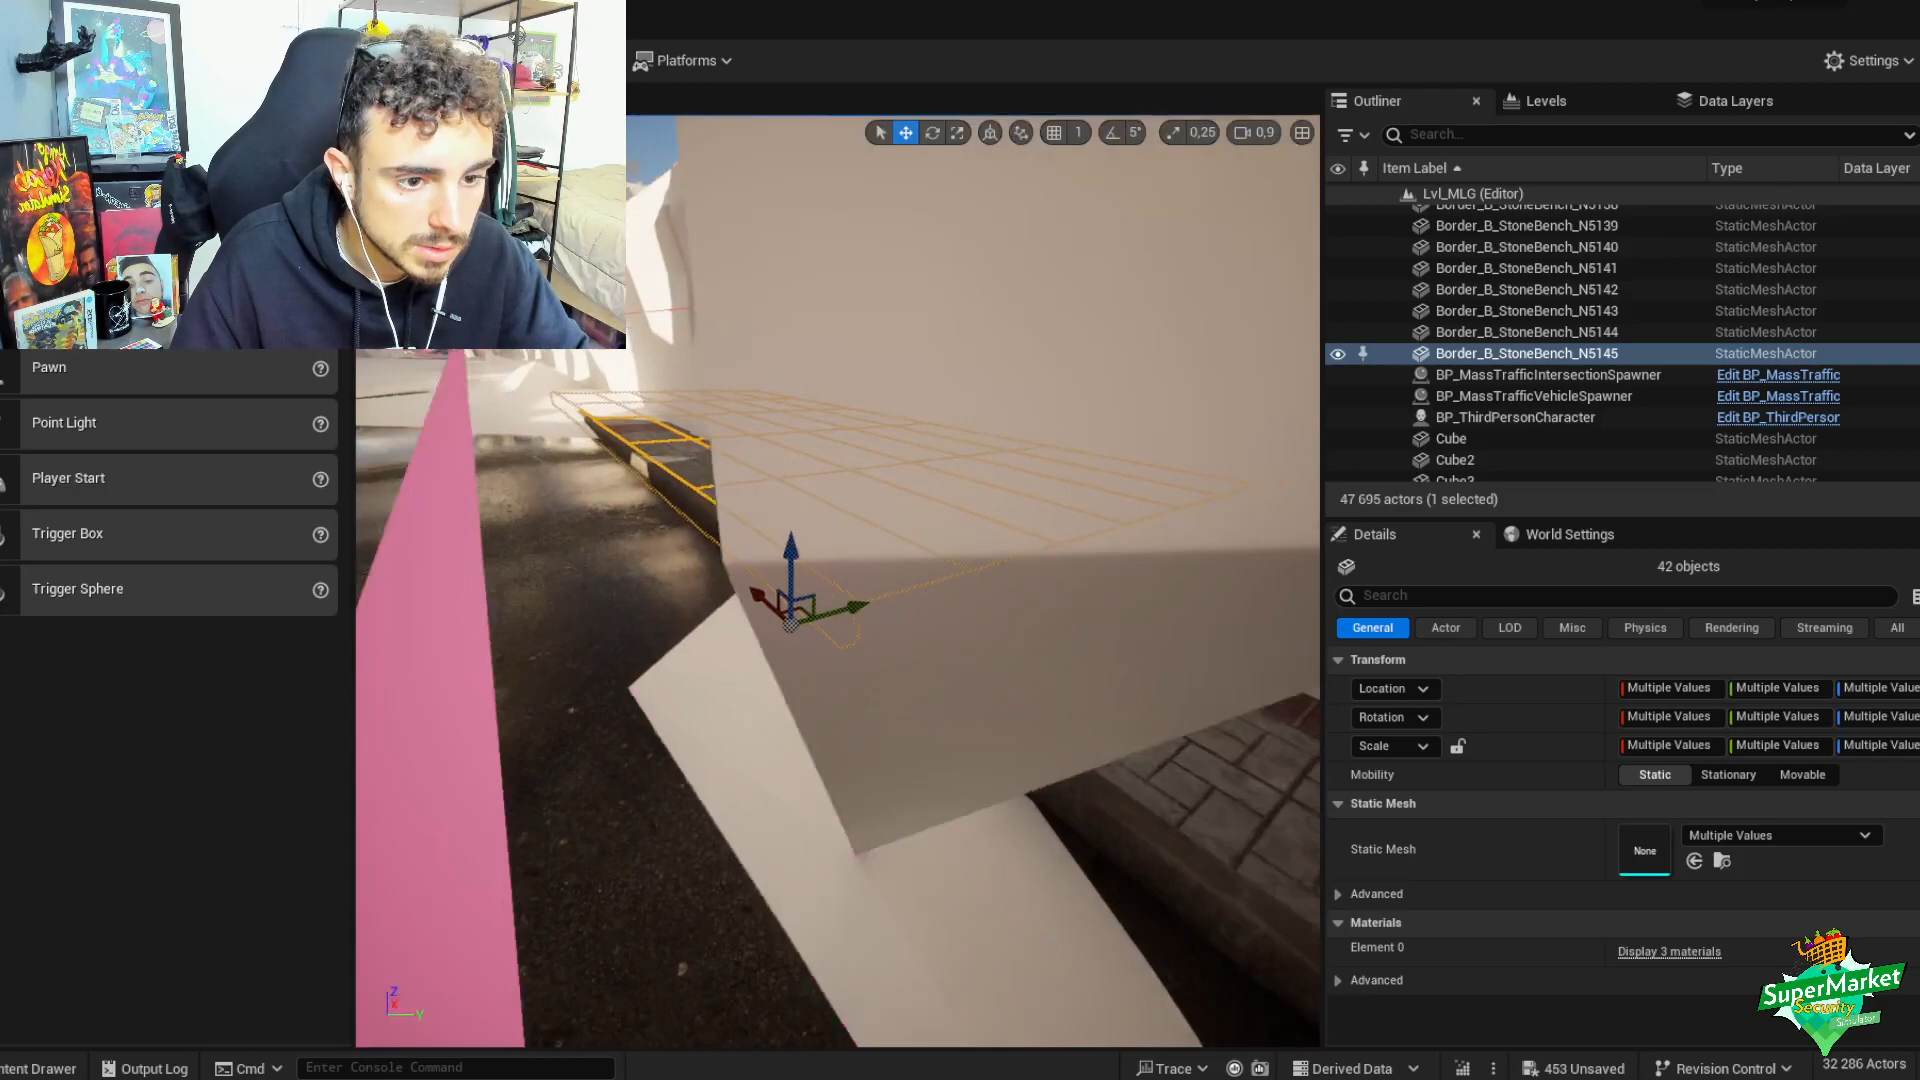 Platforms
Settings
Outliner
Levels
Data Layers
1
5°
0,25
0,9
Search...
Item Label
Type
Data Layer
Lvl_MLG (Editor)
Border_B_StoneBench_N5138
Border_B_StoneBench_N5139
StaticMeshActor
Border_B_StoneBench_N5140
StaticMeshActor
Border_B_StoneBench_N5141
StaticMeshActor
Border_B_StoneBench_N5142
StaticMeshActor
Border_B_StoneBench_N5143
StaticMeshActor
Border_B_StoneBench_N5144
StaticMeshActor
Border_B_StoneBench_N5145
StaticMeshActor
BP_MassTrafficIntersectionSpawner
Edit BP_MassTraffic
BP_MassTrafficVehicleSpawner
Edit BP_MassTraffic
BP_ThirdPersonCharacter
Edit BP_ThirdPersor
Cube
StaticMeshActor
Cube2
StaticMeshActor
Cube3
47 695 actors (1 selected)
Pawn
Point Light
Player Start
Trigger Box
Trigger Sphere
Details
World Settings
42 objects
Search
General
Actor
LOD
Misc
Physics
Rendering
Streaming
All
Transform
Location
Multiple Values
Multiple Values
Multiple Value
Rotation
Multiple Values
Multiple Values
Multiple Value
Scale
Multiple Values
Multiple Values
Multiple Value
Mobility
Static
Stationary
Movable
Static Mesh
Static Mesh
None
Multiple Values
Advanced
Materials
Element 0
Display 3 materials
Advanced
SuperMarket
Security
Simulator
Z
X
Y
ntent Drawer
Output Log
Cmd
Enter Console Command
Trace
Derived Data
453 Unsaved
Revision Control
32 286 Actors